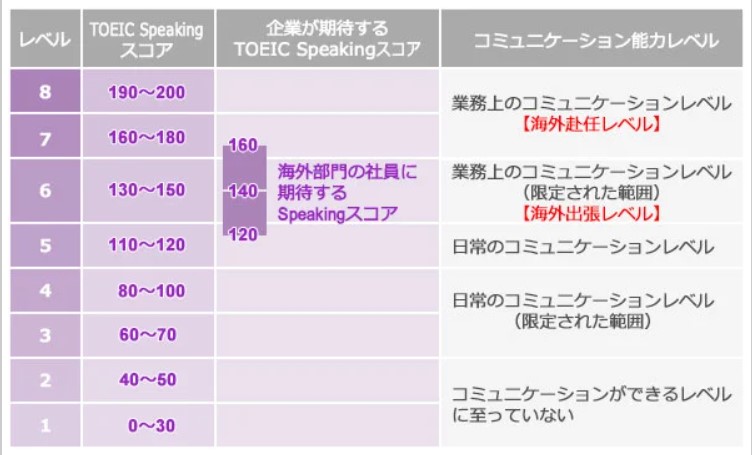 レベル
TOEIC Speaking
スコア
企業が期待する
TOEIC Speakingスコア
コミュニケーション能力レベル
8
190〜200
業務上のコミュニケーションレベル
【海外赴任レベル】
7
160〜180
160
海外部門の社員に
期待する
Speakingスコア
6
130〜150
140
業務上のコミュニケーションレベル
（限定された範囲）
【海外出張レベル】
120
5
110〜120
日常のコミュニケーションレベル
4
80〜100
日常のコミュニケーションレベル
（限定された範囲）
3
60〜70
2
40〜50
コミュニケーションができるレベル
に至っていない
1
0〜30